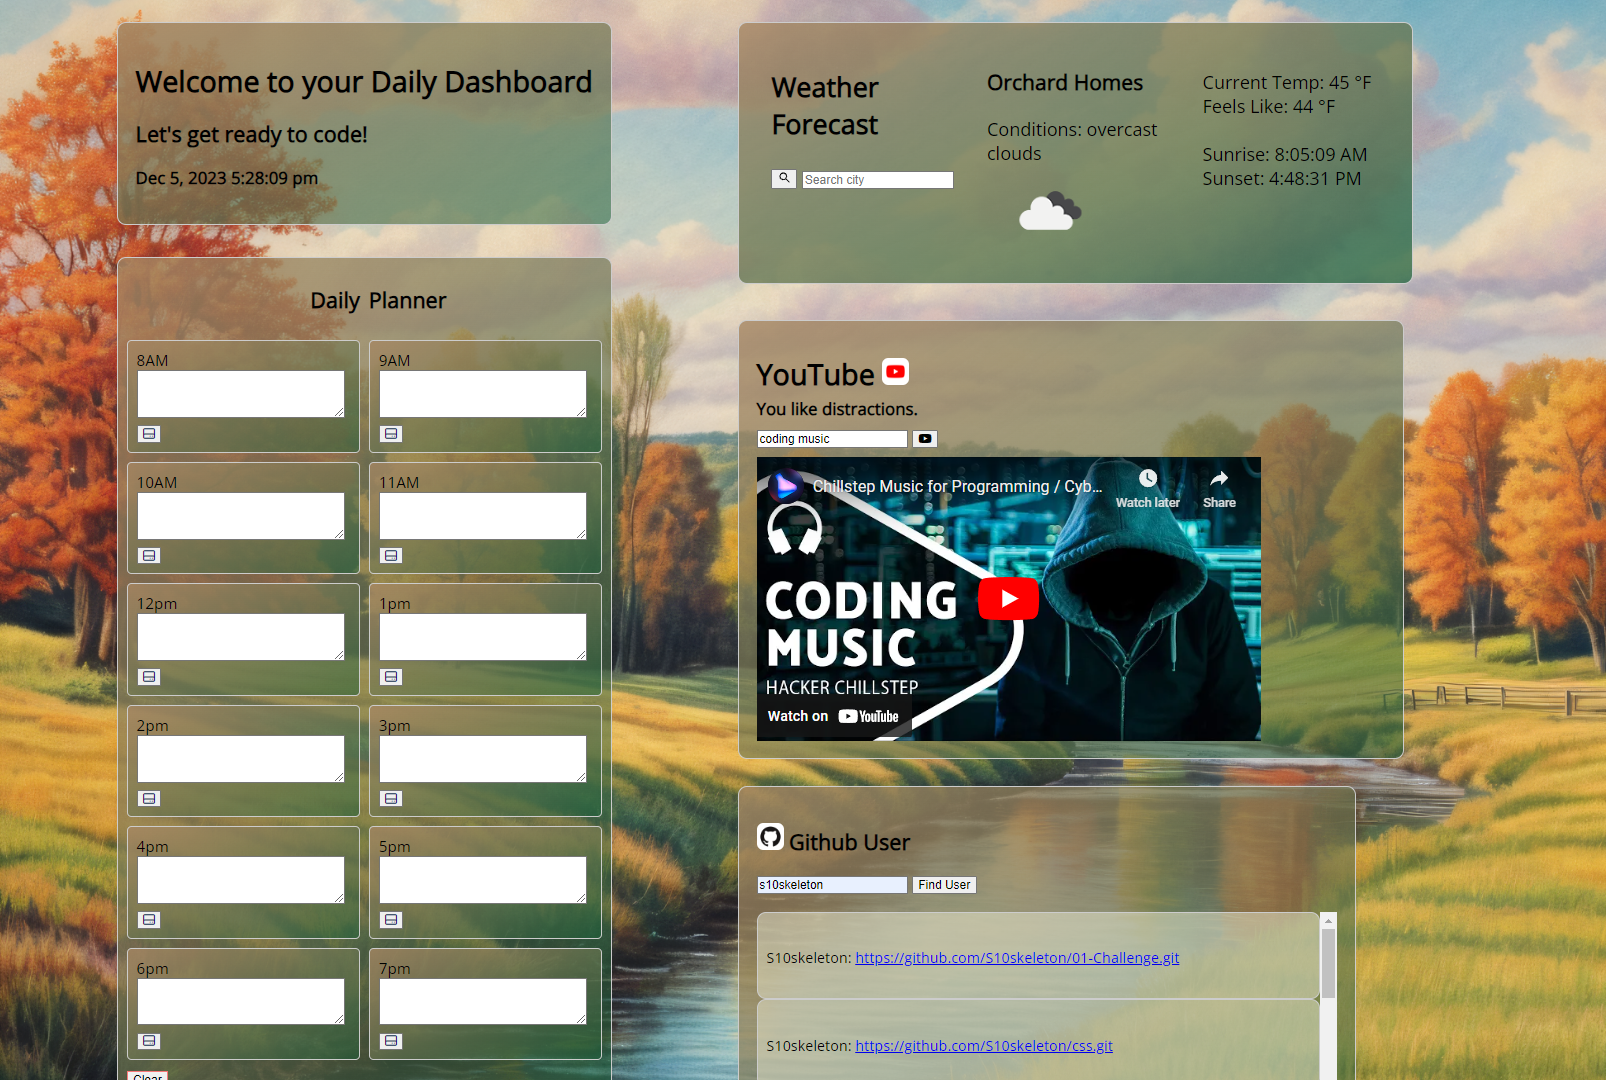 Welcome to your Daily Dashboard
Let's get ready to code!
Dec 5, 2023 5:28:09 pm
Daily Planner
8AM
9AM
10AM
11AM
12pm
1pm
2pm
3pm
4pm
5pm
6pm
7pm
Clear
Weather
Forecast
Search city
Orchard Homes
Conditions: overcast
clouds
Current Temp: 45 °F
Feels Like: 44 °F
Sunrise: 8:05:09 AM
Sunset: 4:48:31 PM
YouTube
You like distractions.
coding music
Chillstep Music for Programming / Cyb...
Watch later
Share
CODING
MUSIC
HACKER CHILLSTEP
Watch on YouTube
Github User
s10skeleton
Find User
S10skeleton: https://github.com/S10skeleton/01-Challenge.git
S10skeleton: https://github.com/S10skeleton/css.git